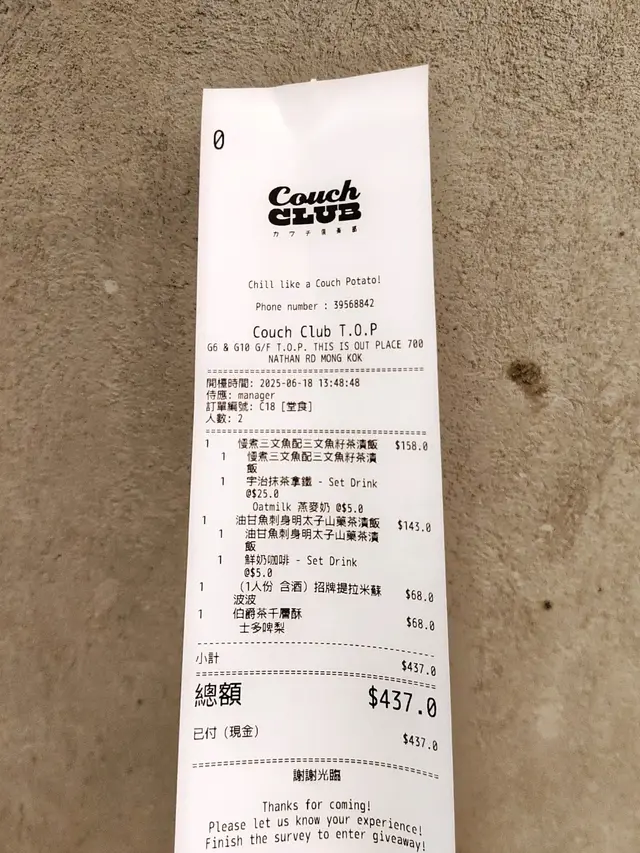 0
Couch
CLUB
カウチ倶楽部
Chill like a Couch Potato!
Phone number : 39568842
Couch Club T.O.P
G6 & G10 G/F T.O.P. THIS IS OUT PLACE 700
NATHAN RD MONG KOK
開檯時間: 2025-06-18 13:48:48
侍應: manager
訂單編號: C18 [堂食]
人數: 2
1 慢煮三文魚配三文魚籽茶漬飯 $158.0
1 慢煮三文魚配三文魚籽茶漬
飯
1 宇治抹茶拿鐵 - Set Drink
@$25.0
Oatmilk 燕麥奶 @$5.0
1 油甘魚刺身明太子山藥茶漬飯 $143.0
1 油甘魚刺身明太子山藥茶漬
飯
1 鮮奶咖啡 - Set Drink
@$5.0
1 (1人份 含酒) 招牌提拉米蘇 $68.0
波波
1 伯爵茶千層酥 $68.0
士多啤梨
小計 $437.0
總額 $437.0
已付 (現金) $437.0
謝謝光臨
Thanks for coming!
Please let us know your experience!
Finish the survey to enter giveaway!